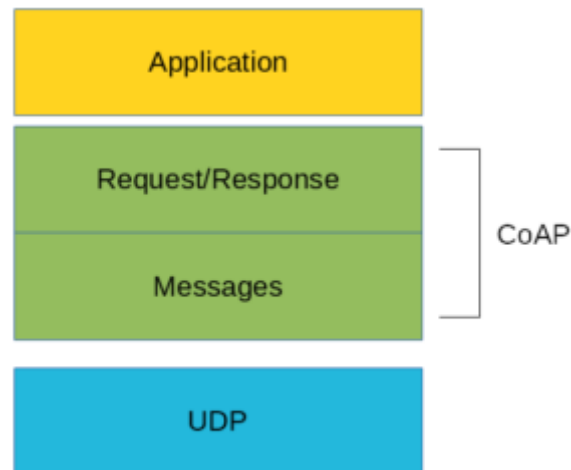 Application
Request/Response
CoAP
Messages
UDP